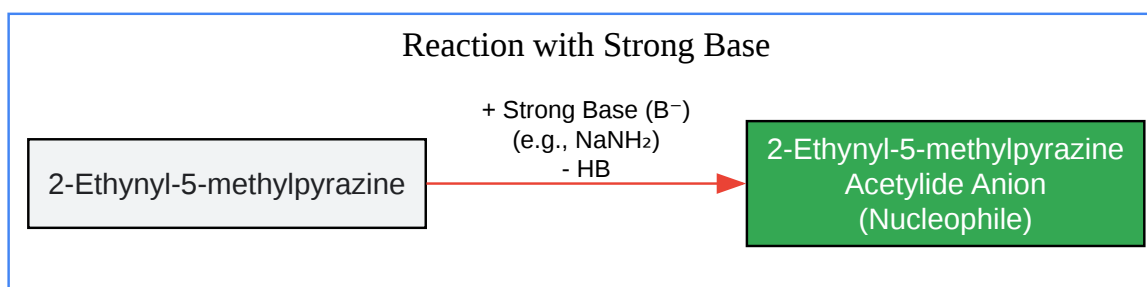 Reaction with Strong Base
+ Strong Base (B⁻)
(e.g., NaNH₂)
- HB
2-Ethynyl-5-methylpyrazine
2-Ethynyl-5-methylpyrazine
Acetylide Anion
(Nucleophile)